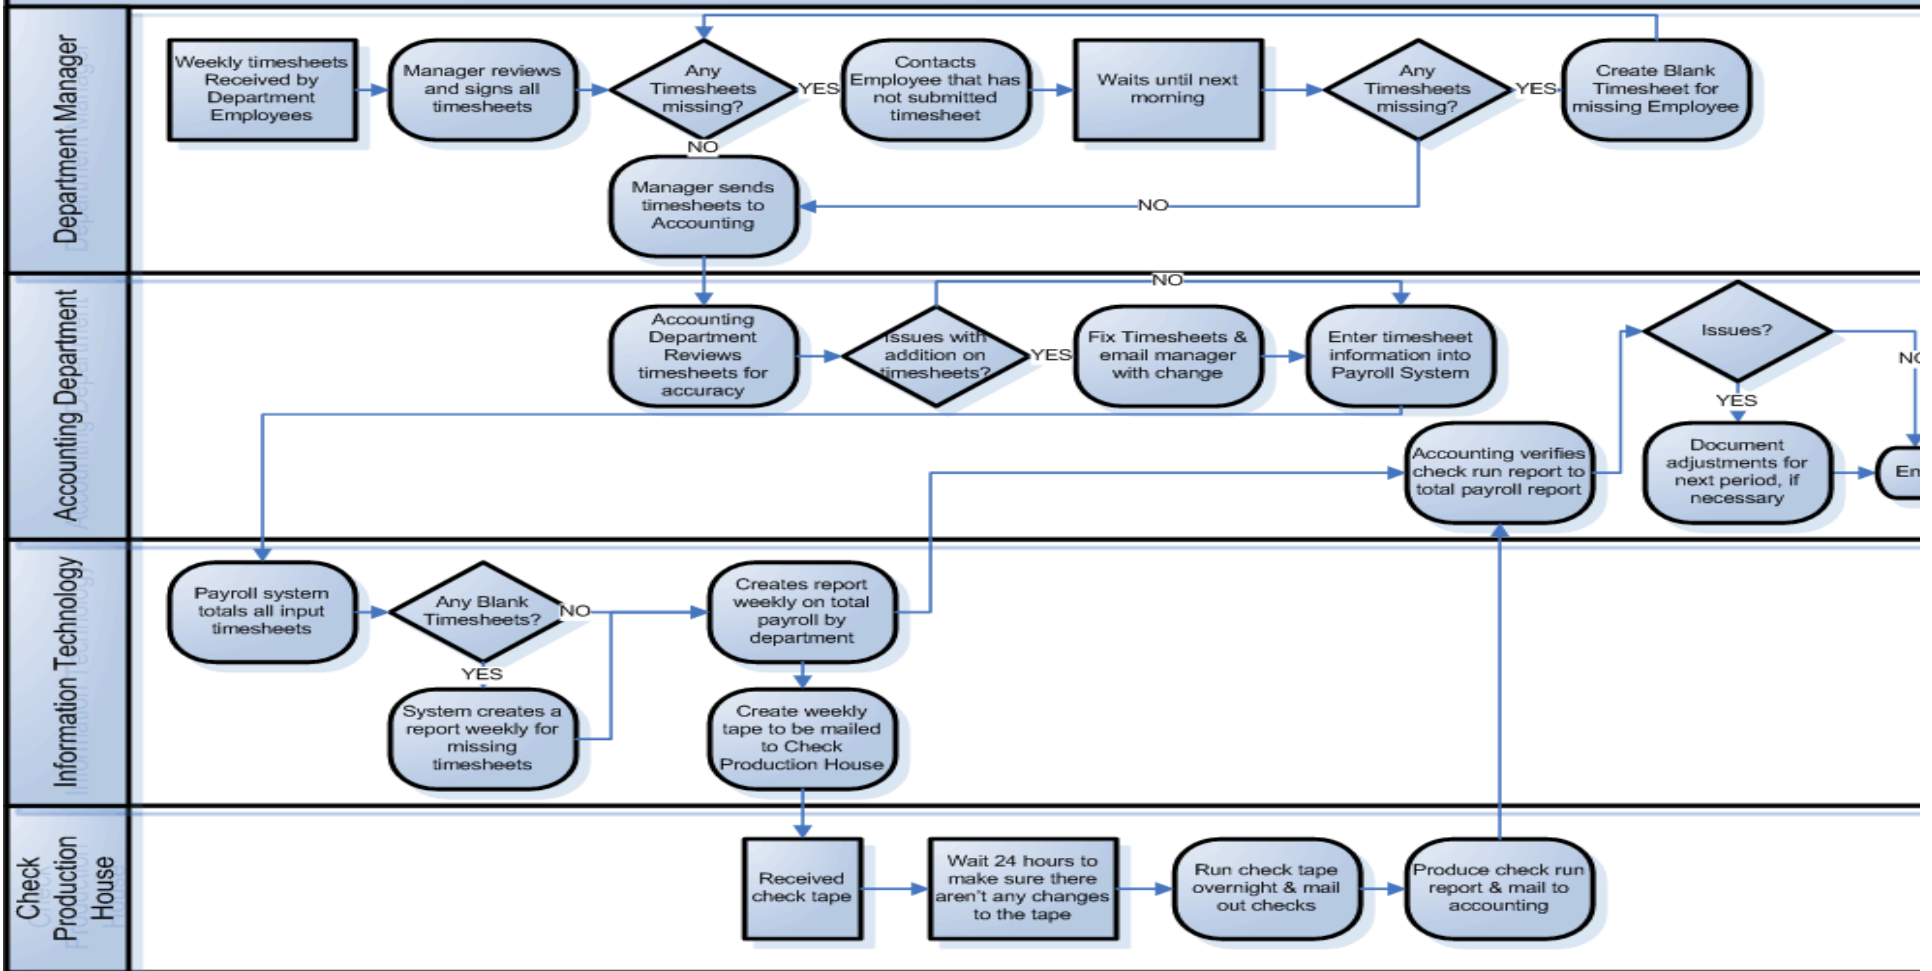 Department Manager
Weekly timesheets
Received by
Department
Employees
Manager reviews
and signs all
timesheets
Any
Timesheets
missing?
YES
Contacts
Employee that has
not submitted
timesheet
Waits until next
morning
Any
Timesheets
missing?
YES
Create Blank
Timesheet for
missing Employee
NO
Manager sends
timesheets to
Accounting
NO
Accounting Department
Accounting
Department
Reviews
timesheets for
accuracy
Issues with
addition on
timesheets?
NO
YES
Fix Timesheets &
email manager
with change
Enter timesheet
information into
Payroll System
Issues?
NO
YES
Accounting verifies
check run report to
total payroll report
Document
adjustments for
next period, if
necessary
Information Technology
Payroll system
totals all input
timesheets
Any Blank
Timesheets?
NO
YES
System creates a
report weekly for
missing
timesheets
Creates report
weekly on total
payroll by
department
Create weekly
tape to be mailed
to Check
Production House
Check
Production
House
Received
check tape
Wait 24 hours to
make sure there
aren't any changes
to the tape
Run check tape
overnight & mail
out checks
Produce check run
report & mail to
accounting